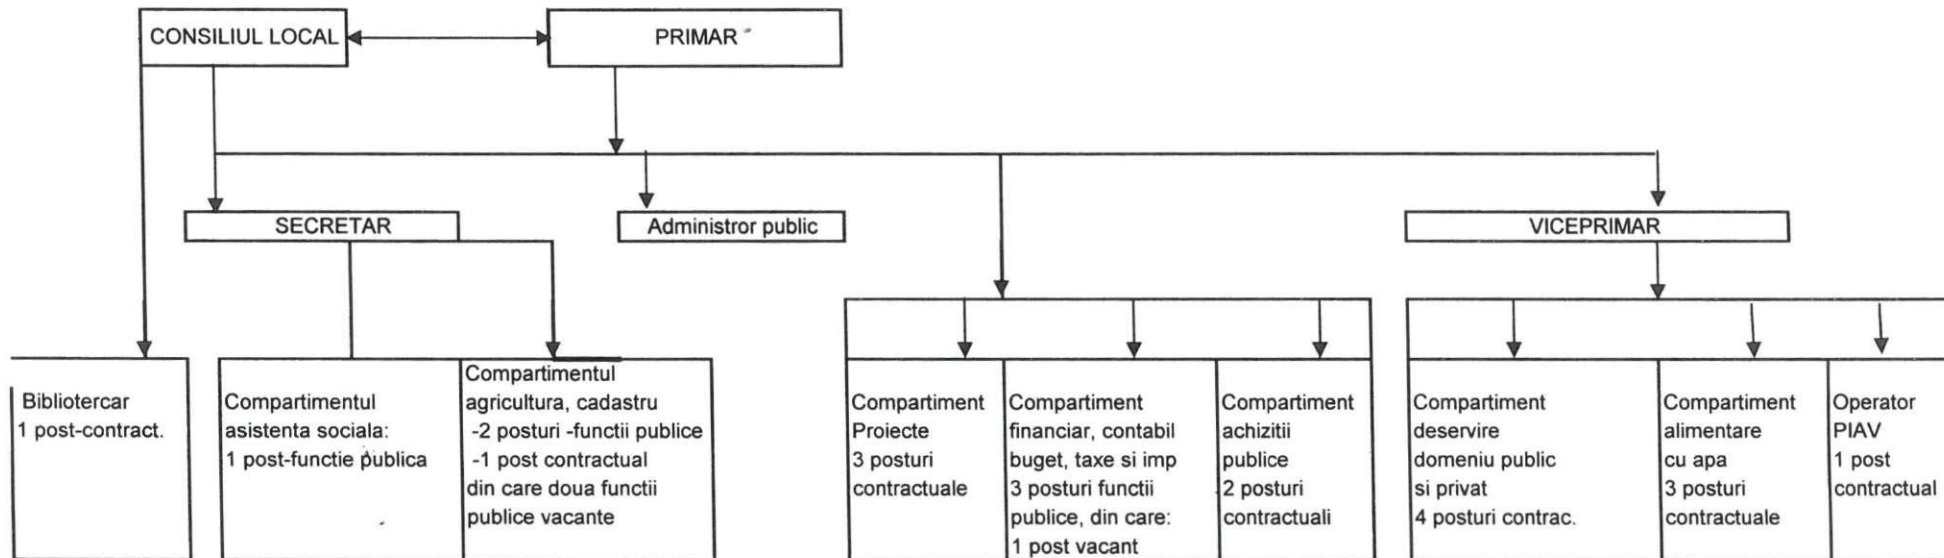 CONSILIUL LOCAL
PRIMAR
SECRETAR
Administror public
VICEPRIMAR
Bibliotercar
1 post-contract.
Compartimentul
asistenta sociala:
1 post-functie publica
Compartimentul
agricultura, cadastru
-2 posturi -functii publice
-1 post contractual
din care doua functii
publice vacante
Compartiment
Proiecte
3 posturi
contractuale
Compartiment
financiar, contabil
buget, taxe si imp
3 posturi functii
publice, din care:
1 post vacant
Compartiment
achizitii
publice
2 posturi
contractuali
Compartiment
deservire
domeniu public
si privat
4 posturi contrac.
Compartiment
alimentare
cu apa
3 posturi
contractuale
Operator
PIAV
1 post
contractual